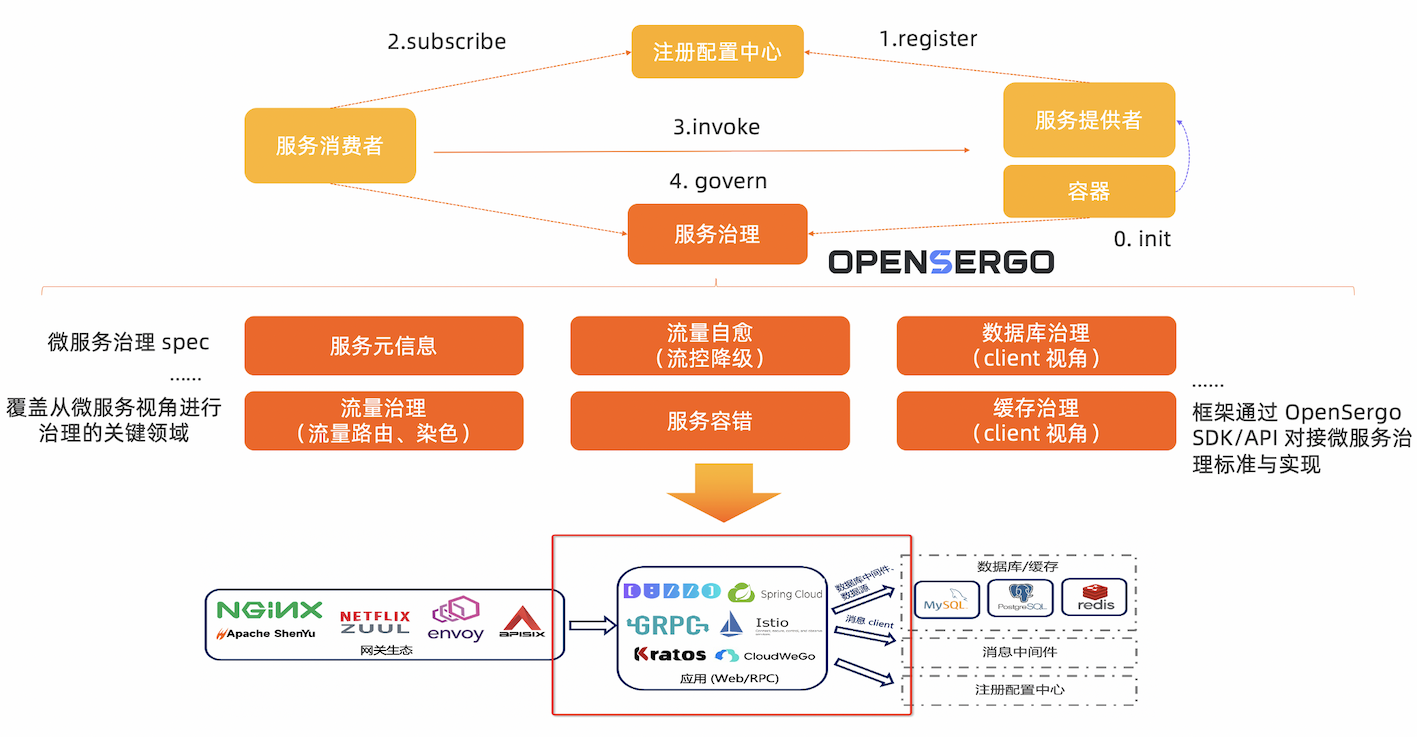 2.subscribe
1.register
注册配置中心
服务提供者
服务消费者
3.invoke
4. govern
容器
服务治理
0. init
OPENSERGO
微服务治理 spec
......
覆盖从微服务视角进行
治理的关键领域
服务元信息
流量自愈
（流控降级）
数据库治理
（client 视角）
流量治理
（流量路由、染色）
服务容错
缓存治理
（client 视角）
......
框架通过 OpenSergo
SDK/API 对接微服务治
理标准与实现
NGINX
Apache ShenYu
NETFLIX
ZUUL
envoy
APISIX
网关生态
DUBBO
Spring Cloud
GRPC
Istio
Kratos
CloudWeGo
应用 (Web/RPC)
数据库中间件、
数据源
消息 client
数据库/缓存
MySQL
PostgreSQL
redis
消息中间件
注册配置中心